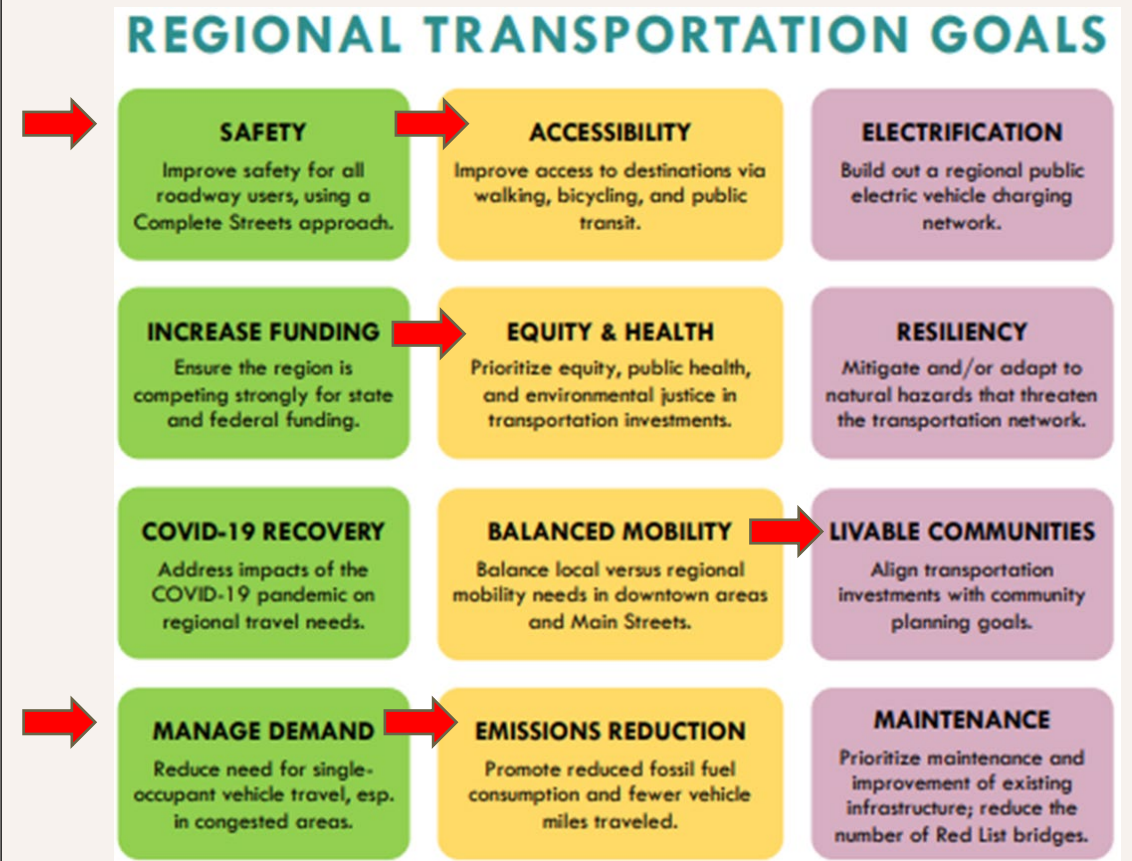 REGIONAL TRANSPORTATION GOALS
SAFETY
Improve safety for all
roadway users, using a
Complete Streets approach.
ACCESSIBILITY
Improve access to destinations via
walking, bicycling, and public
transit.
ELECTRIFICATION
Build out a regional public
electric vehicle charging
network.
INCREASE FUNDING
Ensure the region is
competing strongly for state
and federal funding.
EQUITY & HEALTH
Prioritize equity, public health,
and environmental justice in
transportation investments.
RESILIENCY
Mitigate and/or adapt to
natural hazards that threaten
the transportation network.
COVID-19 RECOVERY
Address impacts of the
COVID-19 pandemic on
regional travel needs.
BALANCED MOBILITY
Balance local versus regional
mobility needs in downtown areas
and Main Streets.
LIVABLE COMMUNITIES
Align transportation
investments with community
planning goals.
MANAGE DEMAND
Reduce need for single-
occupant vehicle travel, esp.
in congested areas.
EMISSIONS REDUCTION
Promote reduced fossil fuel
consumption and fewer vehicle
miles traveled.
MAINTENANCE
Prioritize maintenance and
improvement of existing
infrastructure; reduce the
number of Red List bridges.